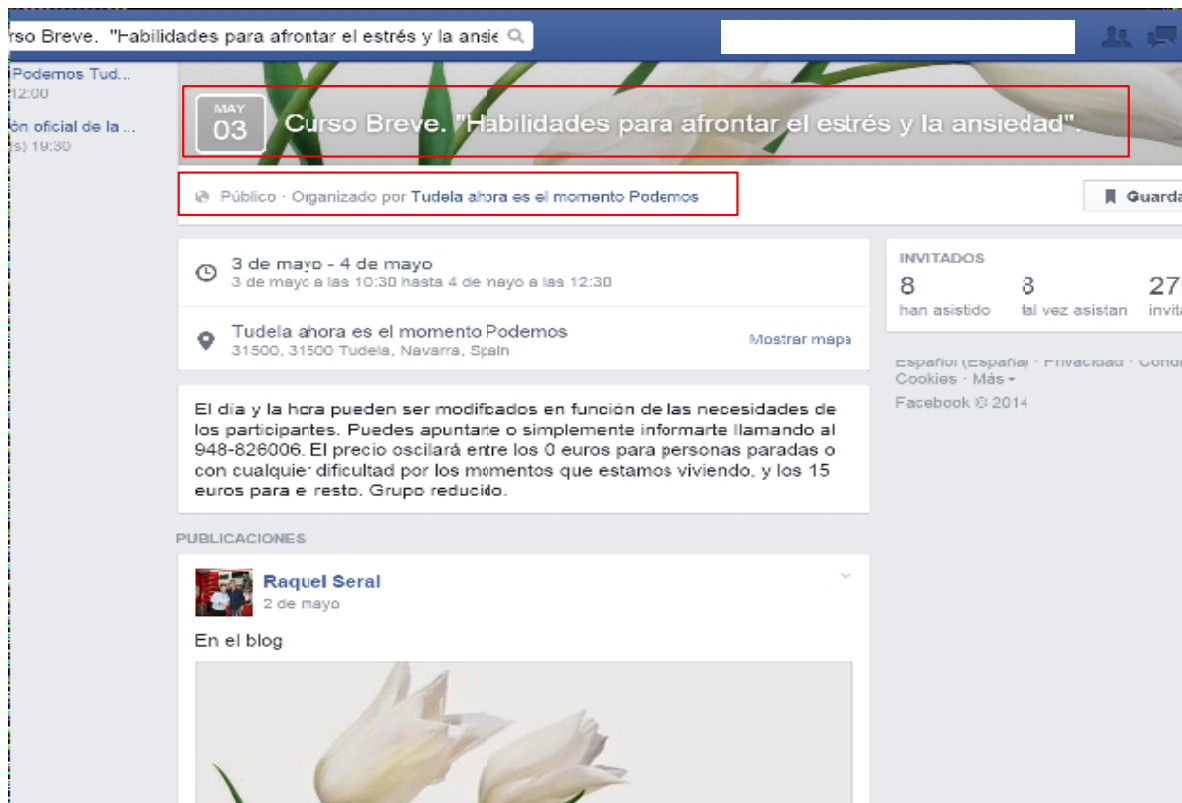 rso Breve. "Habilidades para afrontar el estrés y la ansie
Podemos Tud...
12:00
ón oficial de la ...
s) 19:30
MAY
03
Curso Breve. "Habilidades para afrontar el estrés y la ansiedad".
Público · Organizado por Tudela ahora es el momento Podemos
Guarda
3 de mayo - 4 de mayo
3 de mayo a las 10:30 hasta 4 de mayo a las 12:30
Tudela ahora es el momento Podemos
31500, 31500 Tudela, Navarra, Spain
Mostrar mapa
INVITADOS
8
8
27
han asistido
tal vez asistan
invita
Español (España) · Privacidad · Condi
Cookies · Más
Facebook © 2014
El día y la hora pueden ser modificados en función de las necesidades de
los participantes. Puedes apuntarte o simplemente informarte llamando al
948-826006. El precio oscilará entre los 0 euros para personas paradas o
con cualquier dificultad por los momentos que estamos viviendo, y los 15
euros para el resto. Grupo reducido.
PUBLICACIONES
Raquel Seral
2 de mayo
En el blog